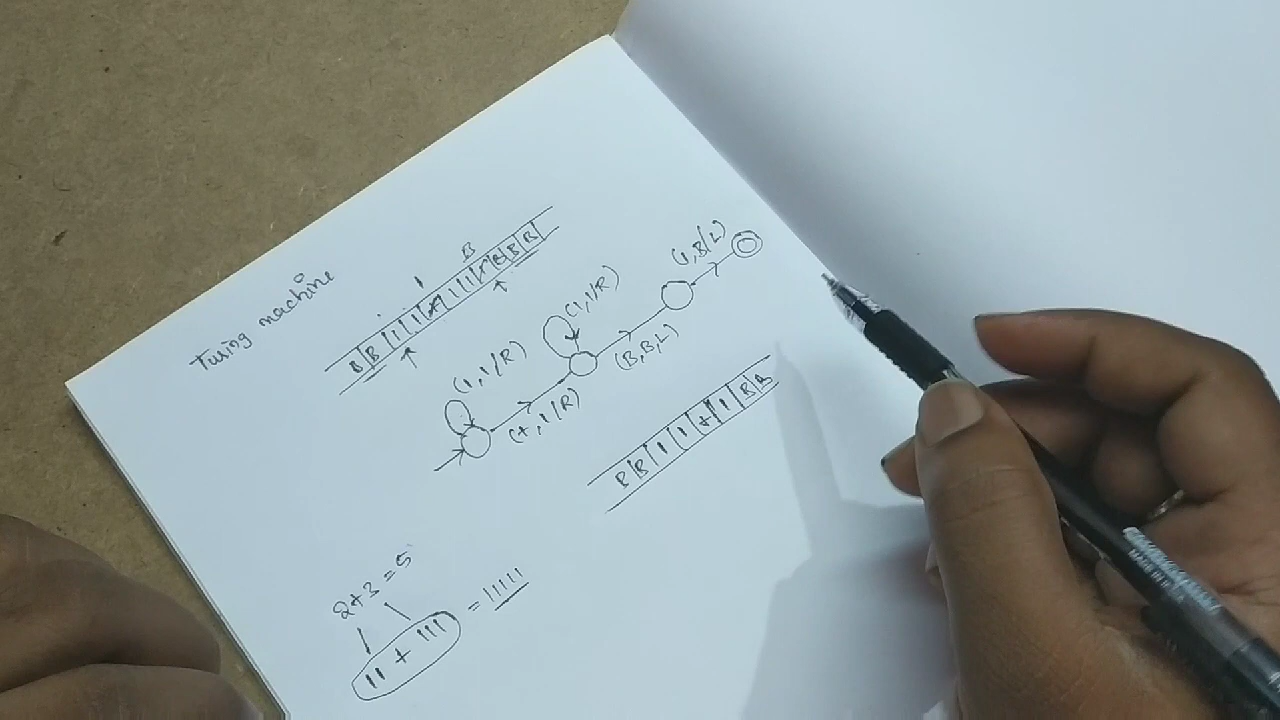 Turing machine
1 B
B B 1 1 + 1 1 1 B B B
(1,1/R)
(+,1/R)
(1,1/R)
(B,B,L)
(1,B/L)
B B 1 1 + 1 B B
2+3=5
11 + 111 = 11111